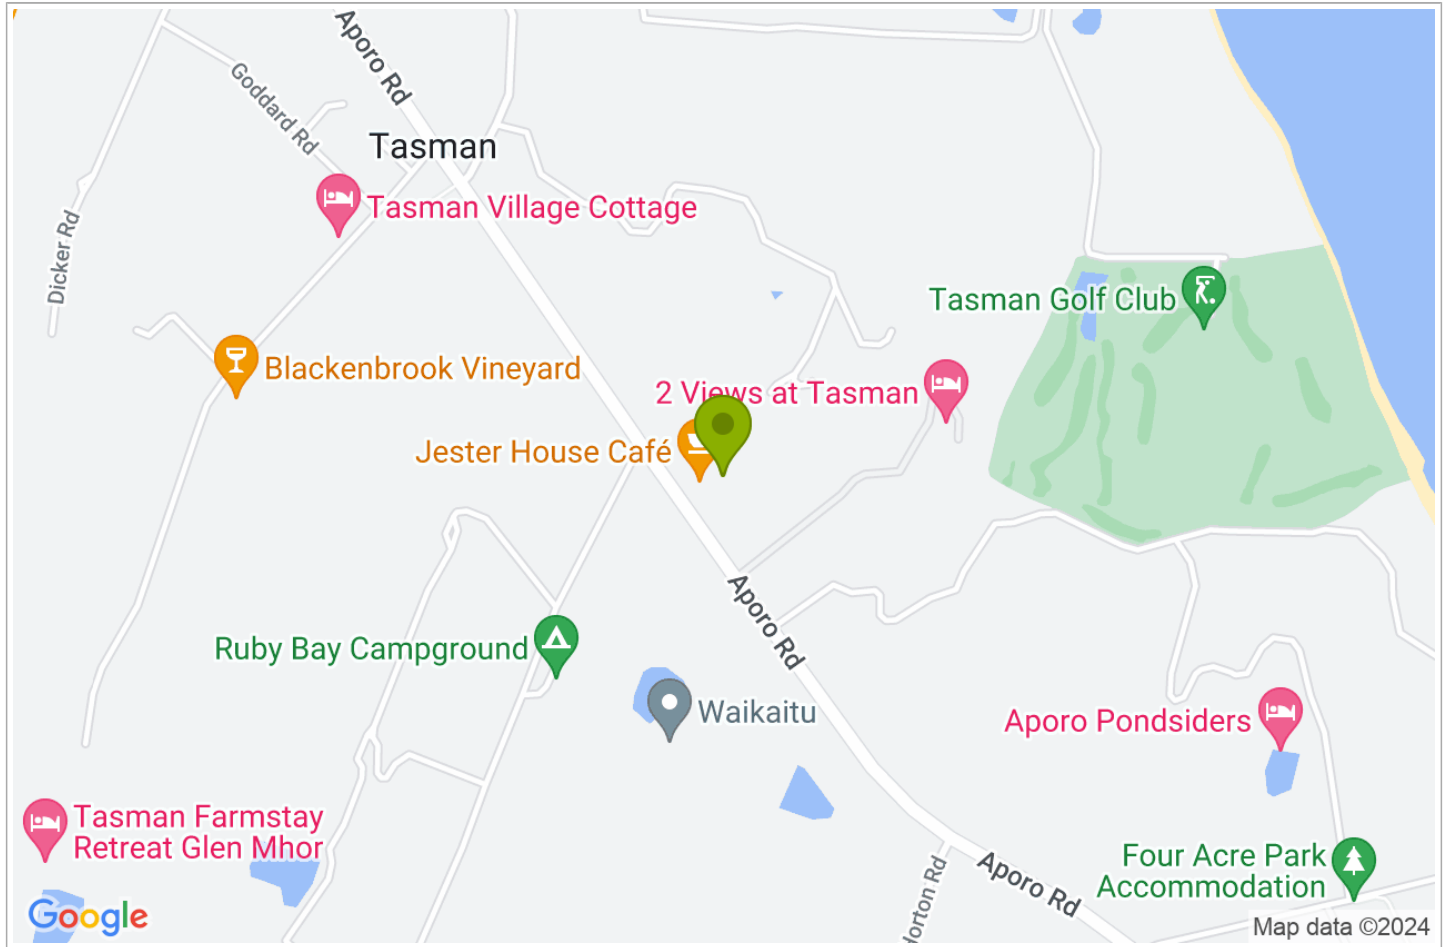 Aporo Rd
Goddard Rd
Tasman
Tasman Village Cottage
Dicker Rd
Tasman Golf Club
Blackenbrook Vineyard
2 Views at Tasman
Jester House Café
Aporo Rd
Ruby Bay Campground
Waikaitu
Aporo Pondsiders
Tasman Farmstay
Retreat Glen Mhor
Four Acre Park
Accommodation
Aporo Rd
Horton Rd
Google
Map data ©2024